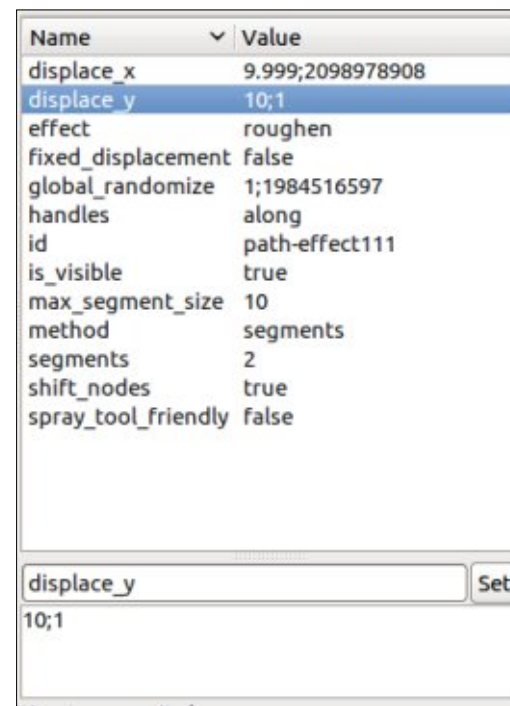 Name Value
displace_x 9.999;2098978908
displace_y 10;1
effect roughen
fixed_displacement false
global_randomize 1;1984516597
handles along
id path-effect111
is_visible true
max_segment_size 10
method segments
segments 2
shift_nodes true
spray_tool_friendly false
displace_y Set
10;1